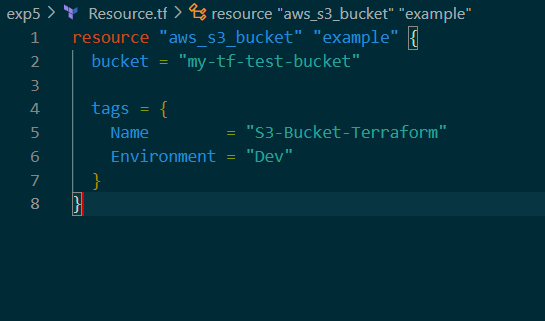 exp5 > Resource.tf > resource "aws_s3_bucket" "example"
1 resource "aws_s3_bucket" "example" {
2   bucket = "my-tf-test-bucket"
3
4   tags = {
5     Name        = "S3-Bucket-Terraform"
6     Environment = "Dev"
7   }
8 }